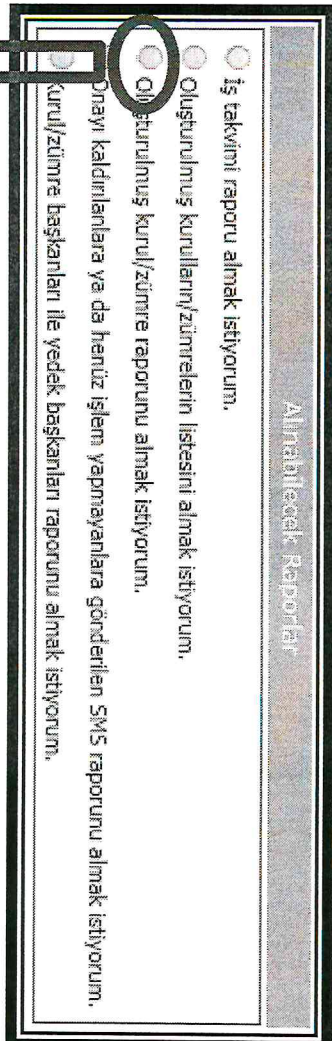 Alınabilecek Raporlar
İş takvimi raporu almak istiyorum.
Oluşturulmuş kurulların/zümrelerin listesini almak istiyorum.
Oluşturulmuş kurul/zümre raporunu almak istiyorum.
Onayı kaldırılanlara ya da henüz işlem yapmayanlara gönderilen SMS raporunu almak istiyorum.
Kurul/zümre başkanları ile yedek başkanları raporunu almak istiyorum.